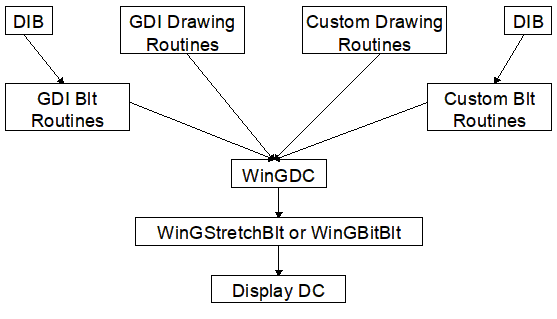 DIB
GDI Drawing
Routines
Custom Drawing
Routines
DIB
GDI Blt
Routines
Custom Blt
Routines
WinGDC
WinGStretchBlt or WinGBitBlt
Display DC